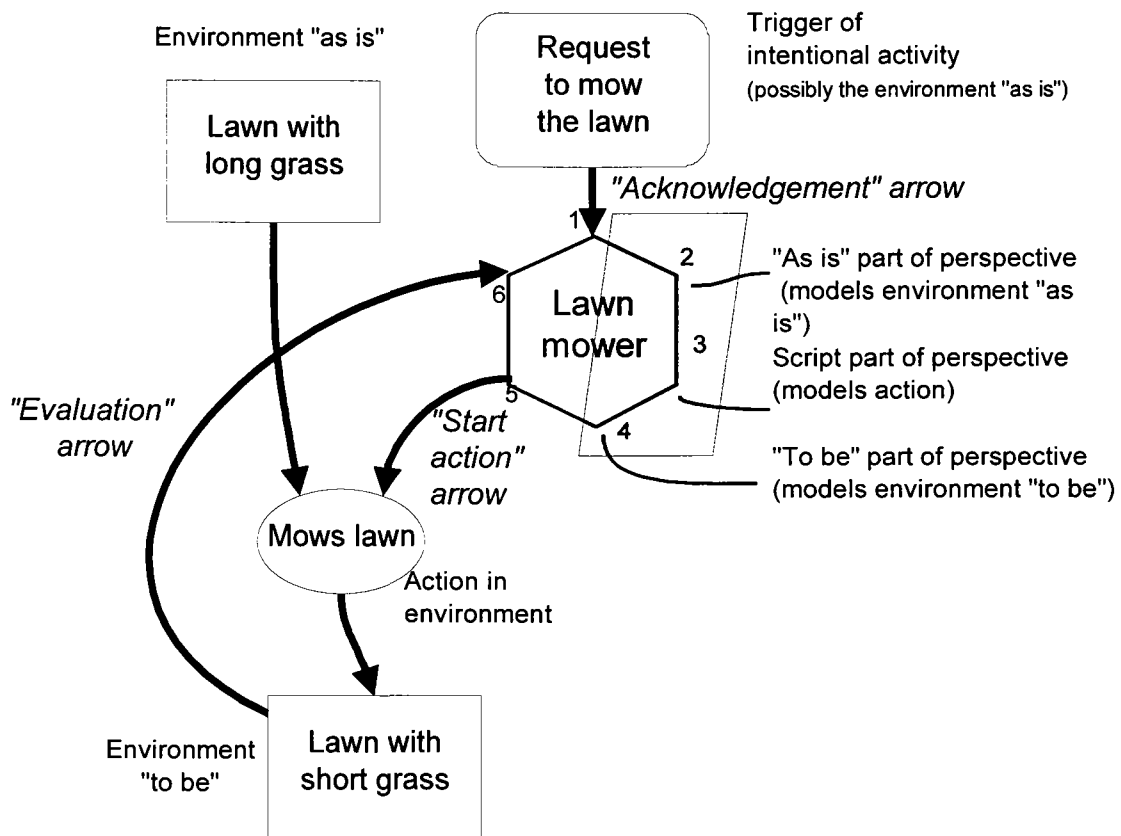 Environment "as is"
Lawn with
long grass
Request
to mow
the lawn
Trigger of
intentional activity
(possibly the environment "as is")
"Acknowledgement" arrow
1
2
3
4
5
6
Lawn
mower
"As is" part of perspective
(models environment "as
is")
Script part of perspective
(models action)
"To be" part of perspective
(models environment "to be")
"Evaluation"
arrow
"Start
action"
arrow
Mows lawn
Action in
environment
Environment
"to be"
Lawn with
short grass